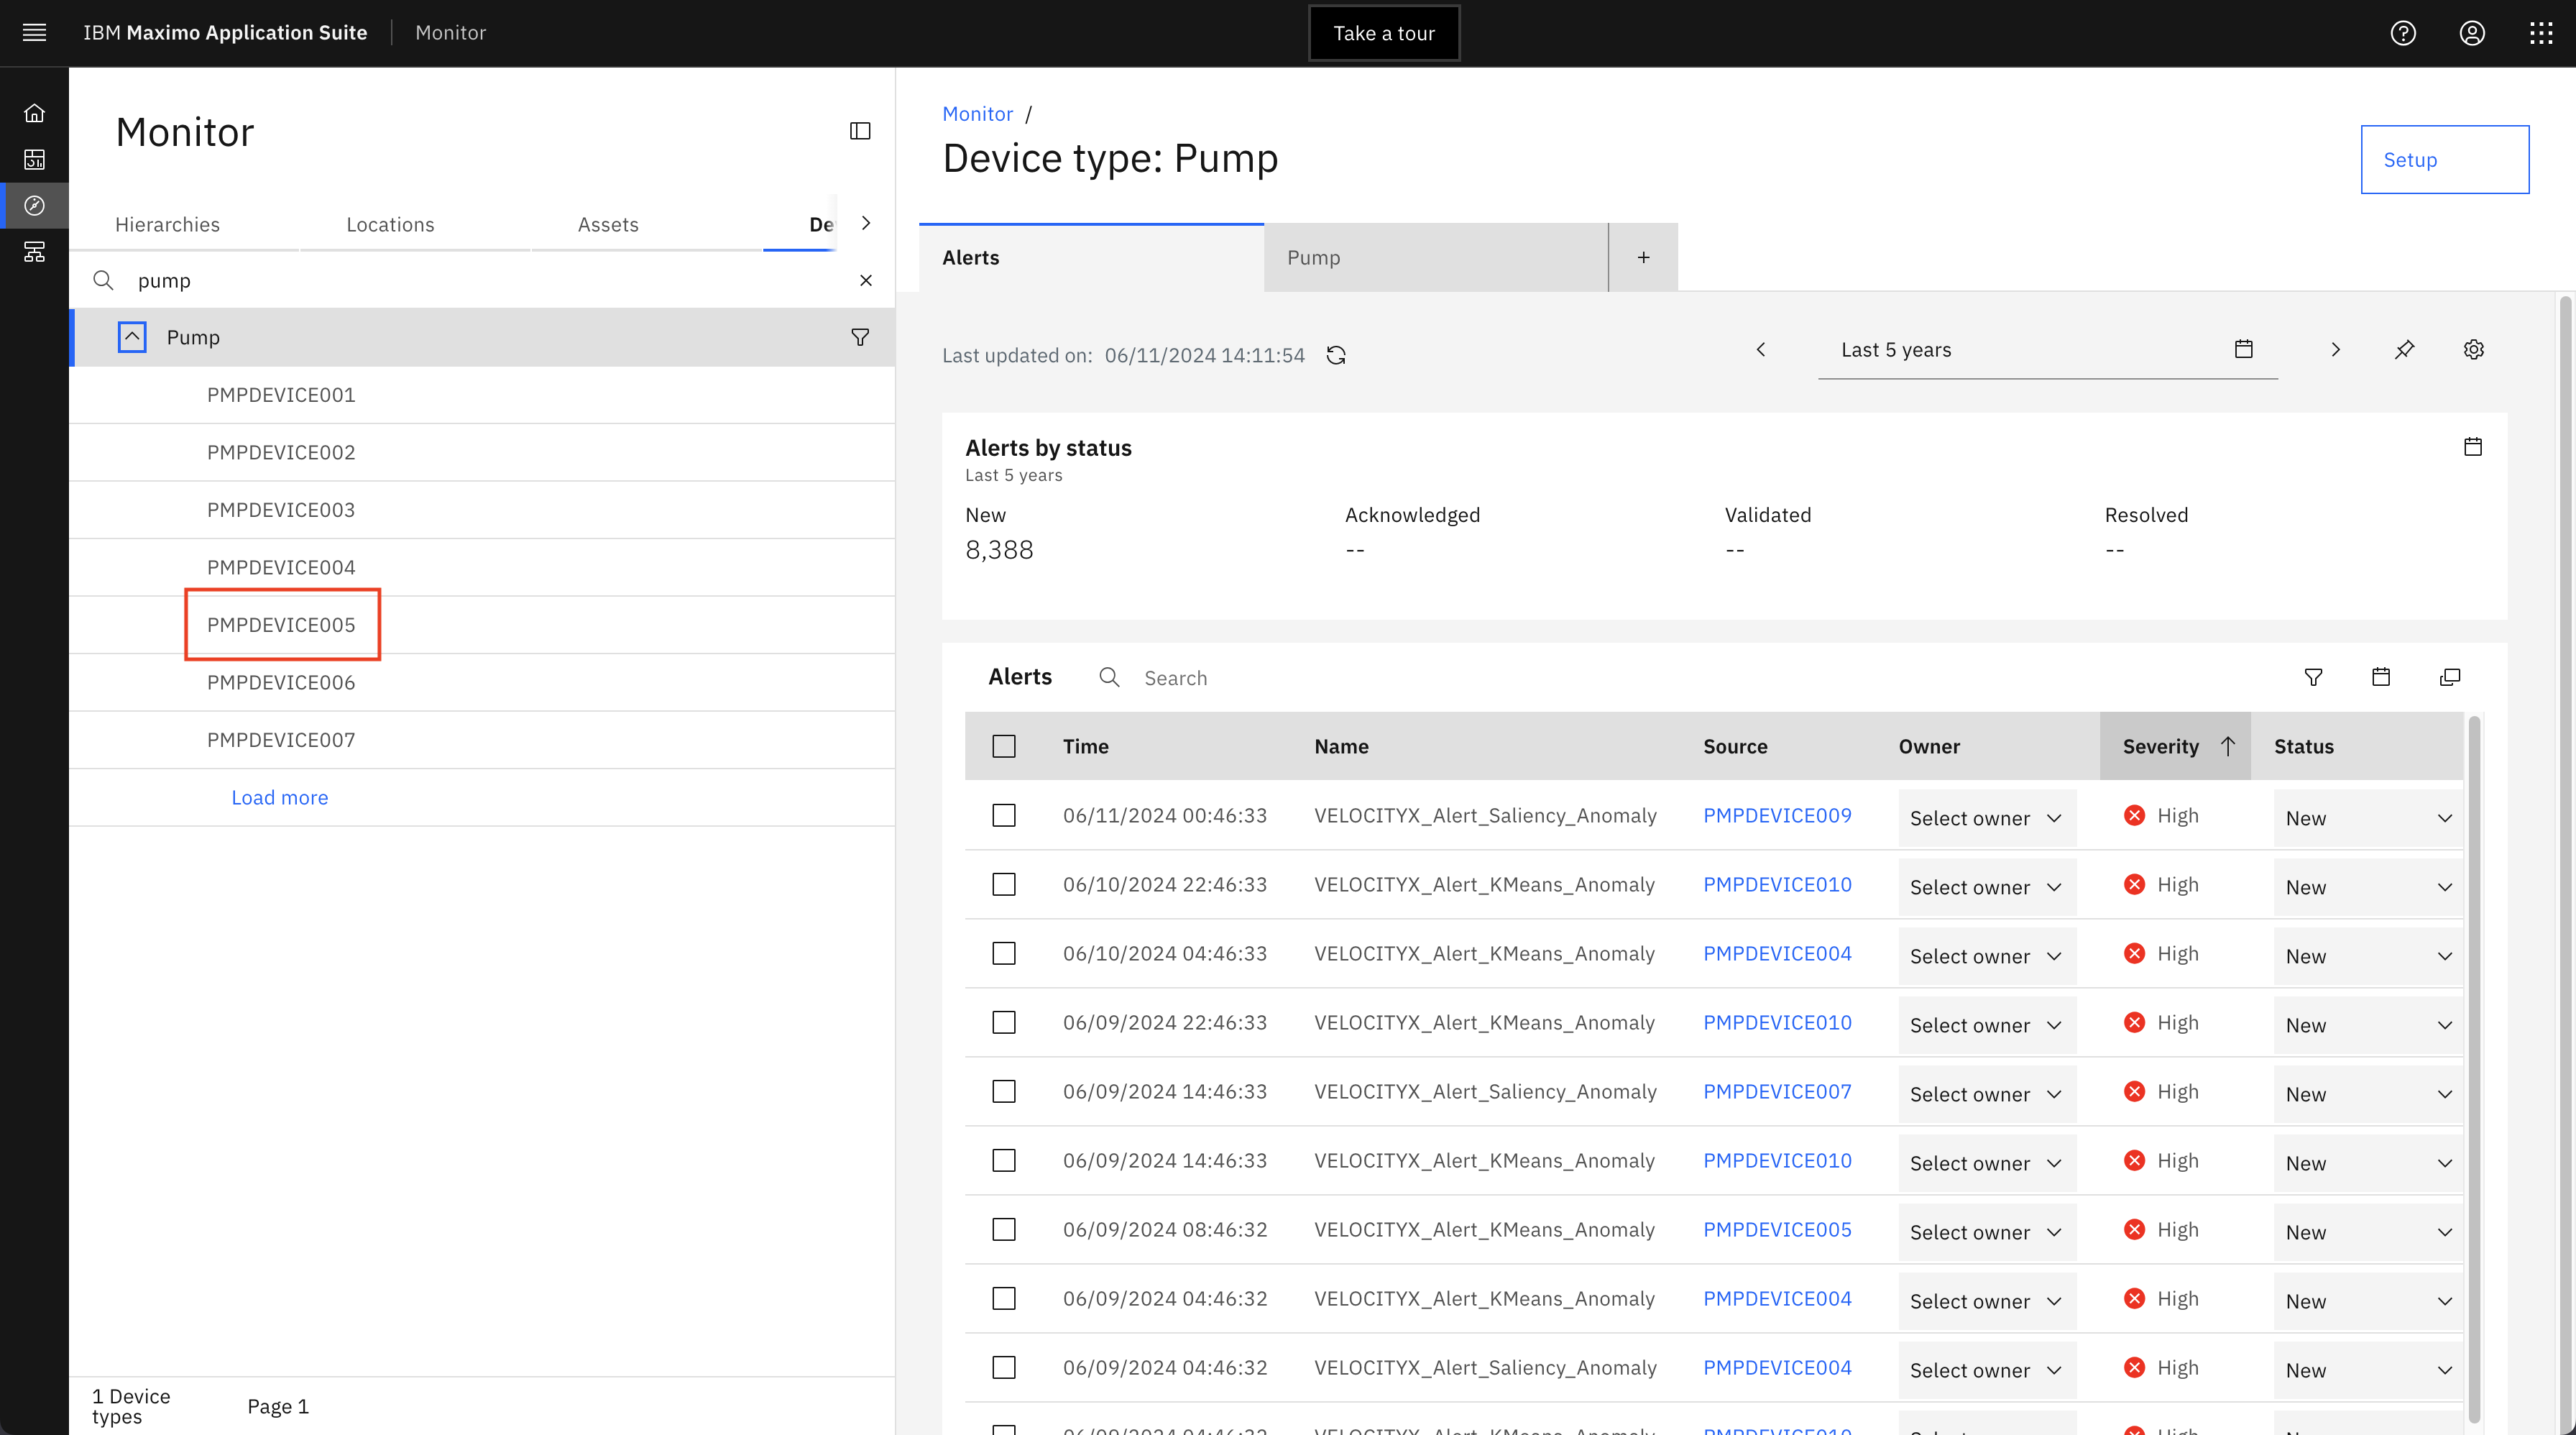 IBM Maximo Application Suite Monitor Take a tour
Monitor
Hierarchies Locations Assets De
pump
Pump
PMPDEVICE001
PMPDEVICE002
PMPDEVICE003
PMPDEVICE004
PMPDEVICE005
PMPDEVICE006
PMPDEVICE007
Load more
1 Device types Page 1
Monitor /
Device type: Pump
Setup
Alerts Pump +
Last updated on: 06/11/2024 14:11:54 Last 5 years
Alerts by status
Last 5 years
New Acknowledged Validated Resolved
8,388 -- -- --
Alerts Search
Time Name Source Owner Severity Status
06/11/2024 00:46:33 VELOCITYX_Alert_Saliency_Anomaly PMPDEVICE009 Select owner High New
06/10/2024 22:46:33 VELOCITYX_Alert_KMeans_Anomaly PMPDEVICE010 Select owner High New
06/10/2024 04:46:33 VELOCITYX_Alert_KMeans_Anomaly PMPDEVICE004 Select owner High New
06/09/2024 22:46:33 VELOCITYX_Alert_KMeans_Anomaly PMPDEVICE010 Select owner High New
06/09/2024 14:46:33 VELOCITYX_Alert_Saliency_Anomaly PMPDEVICE007 Select owner High New
06/09/2024 14:46:33 VELOCITYX_Alert_KMeans_Anomaly PMPDEVICE010 Select owner High New
06/09/2024 08:46:32 VELOCITYX_Alert_KMeans_Anomaly PMPDEVICE005 Select owner High New
06/09/2024 04:46:32 VELOCITYX_Alert_KMeans_Anomaly PMPDEVICE004 Select owner High New
06/09/2024 04:46:32 VELOCITYX_Alert_Saliency_Anomaly PMPDEVICE004 Select owner High New